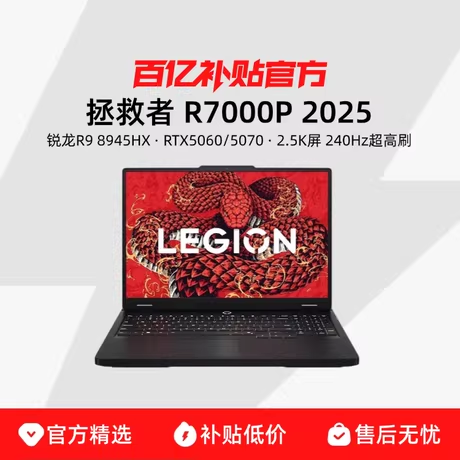 百亿补贴官方
拯救者 R7000P 2025
锐龙R9 8945HX · RTX5060/5070 · 2.5K屏 240Hz超高刷
LEGION
官方精选
补贴低价
售后无忧